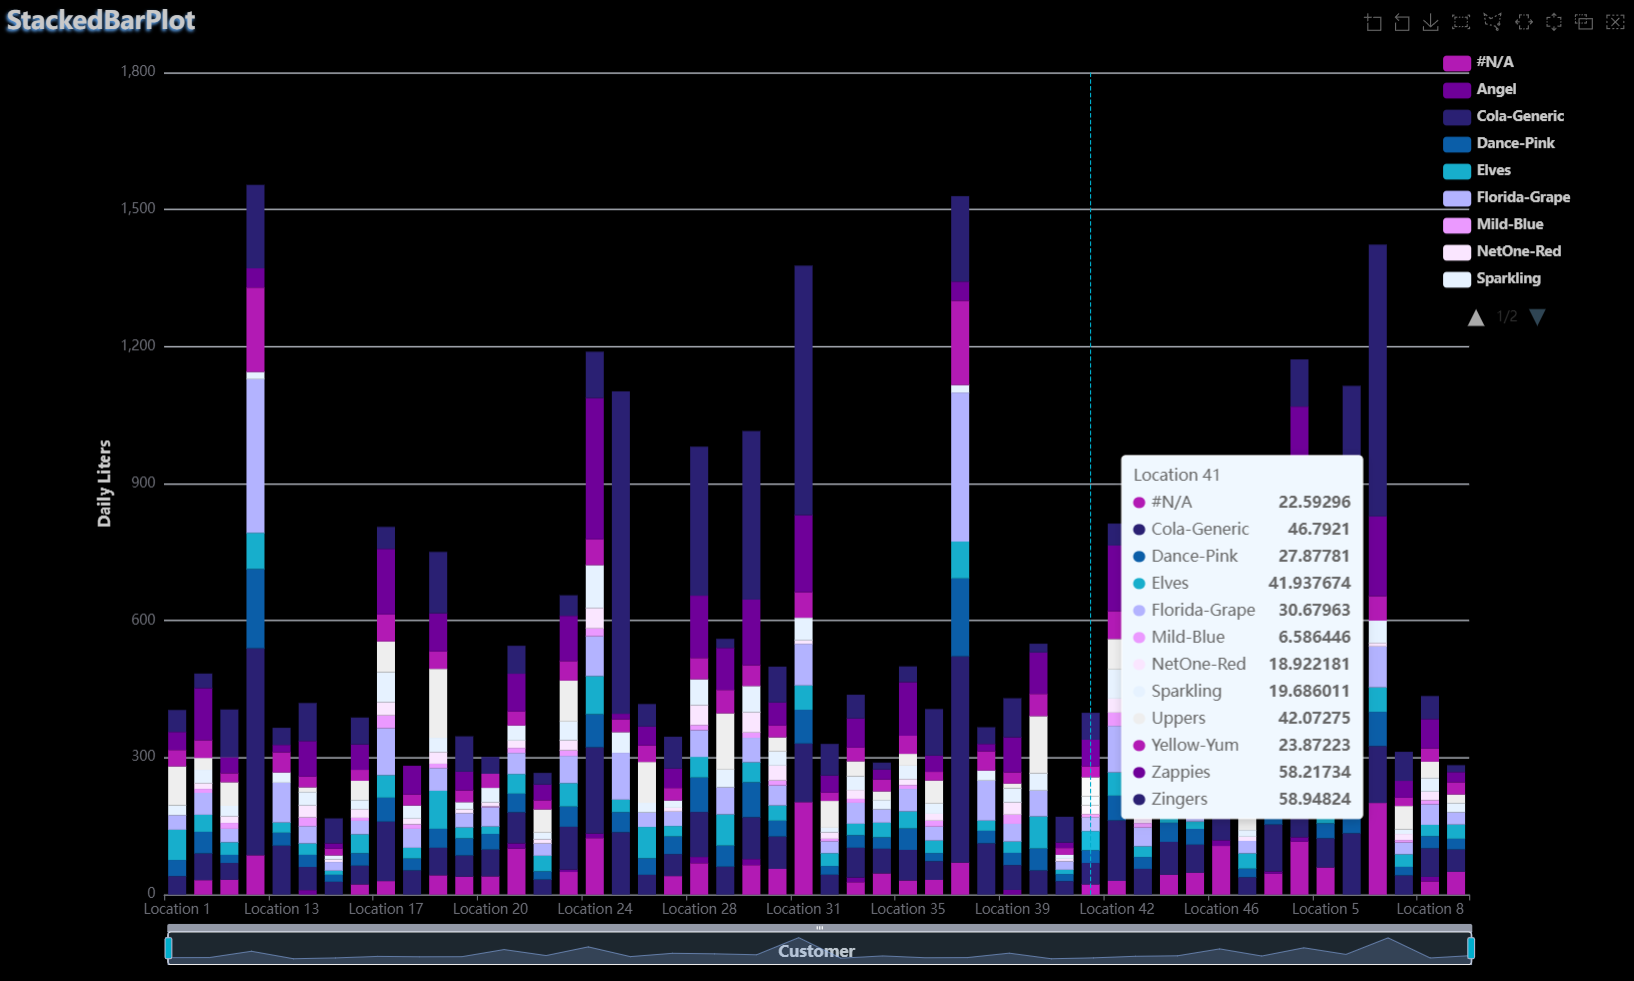 StackedBarPlot
#N/A
Angel
Cola-Generic
Dance-Pink
Elves
Florida-Grape
Mild-Blue
NetOne-Red
Sparkling
1/2
1,800
1,500
1,200
900
600
300
0
Daily Liters
Location 41
#N/A 22.59296
Cola-Generic 46.7921
Dance-Pink 27.87781
Elves 41.937674
Florida-Grape 30.67963
Mild-Blue 6.586446
NetOne-Red 18.922181
Sparkling 19.686011
Uppers 42.07275
Yellow-Yum 23.87223
Zappies 58.21734
Zingers 58.94824
Location 1 Location 13 Location 17 Location 20 Location 24 Location 28 Location 31 Location 35 Location 39 Location 42 Location 46 Location 5 Location 8
Customer